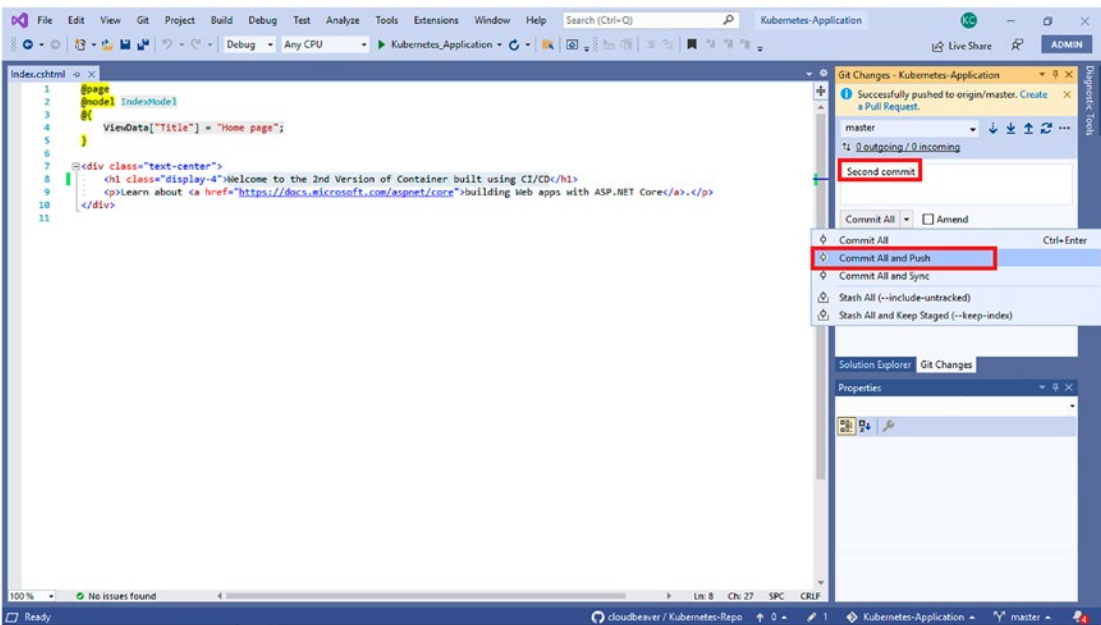 File Edit View Git Project Build Debug Test Analyze Tools Extensions Window Help Search (Ctrl+Q) Kubernetes-Application KC
Debug Any CPU Kubernetes_Application Live Share ADMIN
Index.cshtml
1 @page
2 @model IndexModel
3 @{
4 ViewData["Title"] = "Home page";
5 }
6
7 <div class="text-center">
8 <h1 class="display-4">Welcome to the 2nd Version of Container built using CI/CD</h1>
9 <p>Learn about <a href="https://docs.microsoft.com/aspnet/core">building Web apps with ASP.NET Core</a>.</p>
10 </div>
11
Git Changes - Kubernetes-Application
Successfully pushed to origin/master. Create
a Pull Request.
master
0 outgoing / 0 incoming
Second commit
Commit All Amend
Commit All Ctrl+Enter
Commit All and Push
Commit All and Sync
Stash All (--include-untracked)
Stash All and Keep Staged (--keep-index)
Solution Explorer Git Changes
Properties
Diagnostic Tools
100 % No issues found Ln: 8 Ch: 27 SPC CRLF
Ready cloudbeaver / Kubernetes-Repo 0 1 Kubernetes-Application master 4